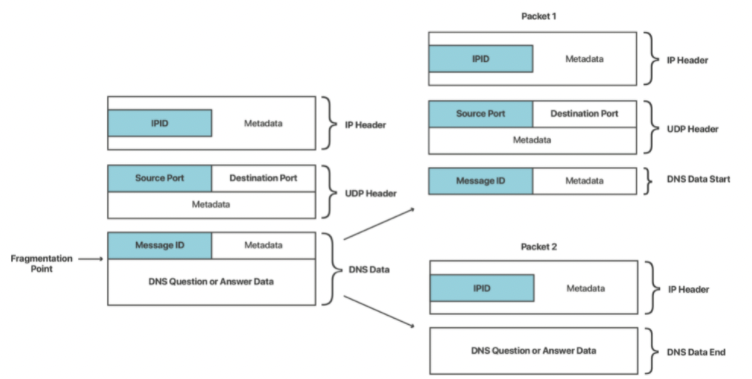 IPID
Metadata
IP Header
Source Port
Destination Port
Metadata
UDP Header
Fragmentation
Point
Message ID
Metadata
DNS Question or Answer Data
DNS Data
Packet 1
IPID
Metadata
IP Header
Source Port
Destination Port
Metadata
UDP Header
Message ID
Metadata
DNS Data Start
Packet 2
IPID
Metadata
IP Header
DNS Question or Answer Data
DNS Data End